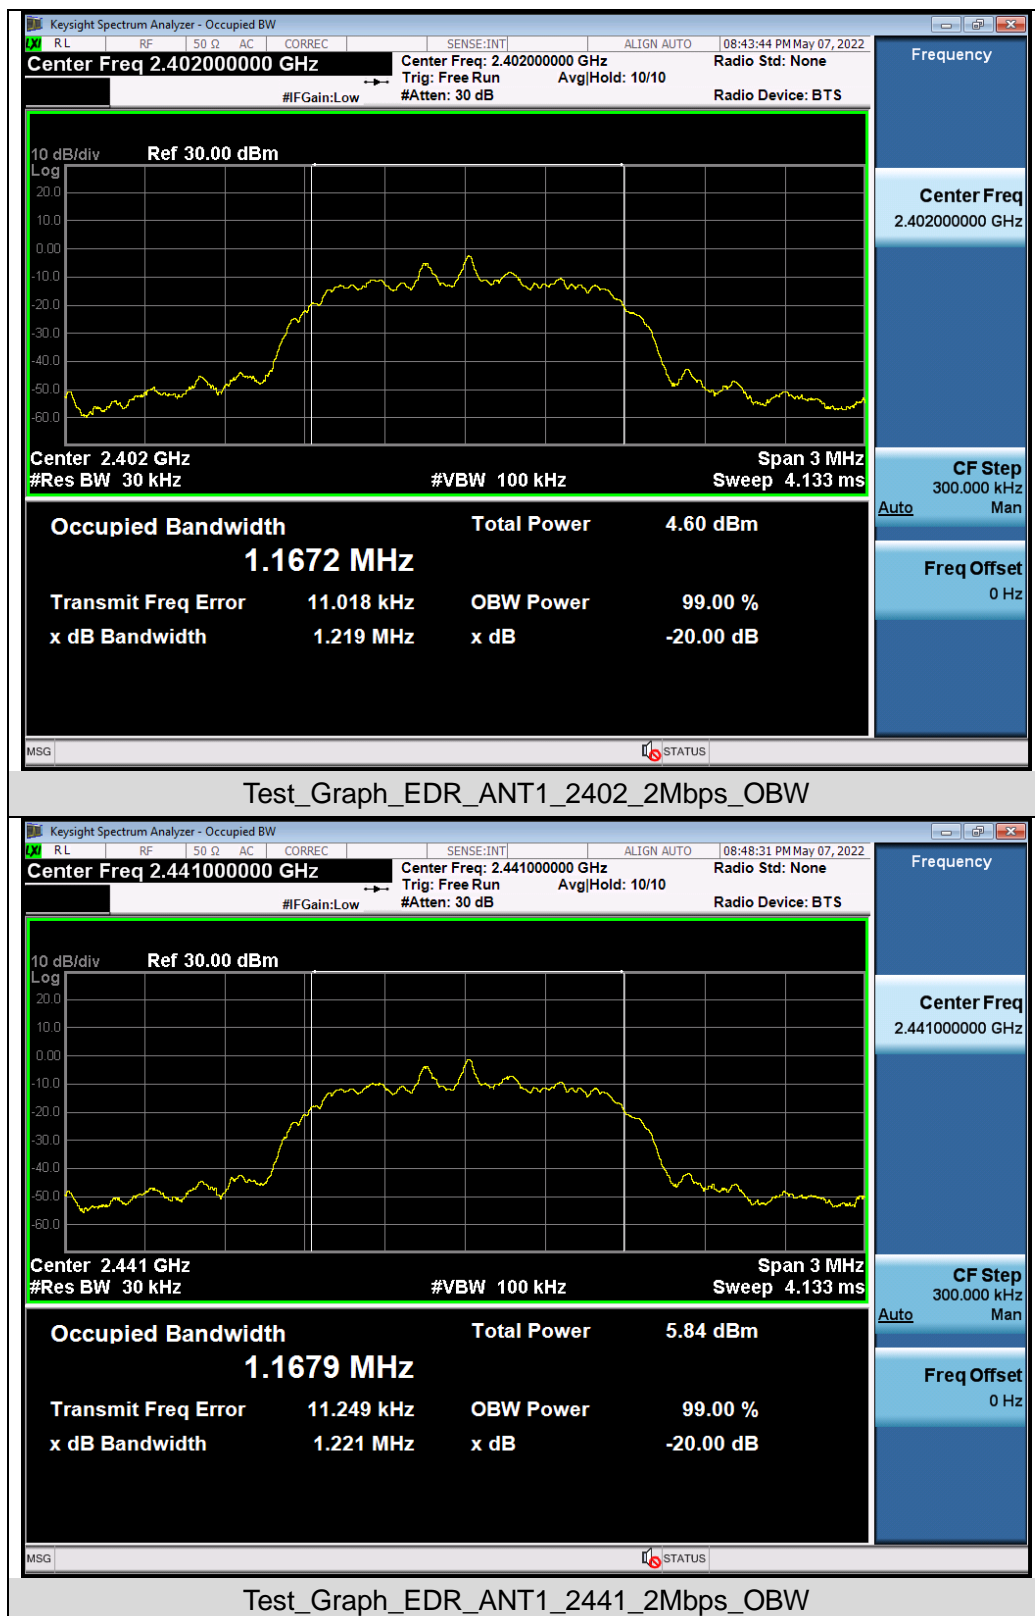 Keysight Spectrum Analyzer - Occupied BW
LXI RL RF 50 Ω AC CORREC SENSE:INT ALIGN AUTO 08:43:44 PM May 07, 2022
Center Freq 2.402000000 GHz Center Freq: 2.402000000 GHz Radio Std: None Frequency
Trig: Free Run Avg|Hold: 10/10
#IFGain:Low #Atten: 30 dB Radio Device: BTS
10 dB/div Ref 30.00 dBm
Log
20.0
10.0
0.00
-10.0
-20.0
-30.0
-40.0
-50.0
-60.0
Center 2.402 GHz Span 3 MHz
#Res BW 30 kHz #VBW 100 kHz Sweep 4.133 ms
Center Freq
2.402000000 GHz
CF Step
300.000 kHz
Auto Man
Freq Offset
0 Hz
Occupied Bandwidth Total Power 4.60 dBm
1.1672 MHz
Transmit Freq Error 11.018 kHz OBW Power 99.00 %
x dB Bandwidth 1.219 MHz x dB -20.00 dB
MSG STATUS
Test_Graph_EDR_ANT1_2402_2Mbps_OBW
Keysight Spectrum Analyzer - Occupied BW
LXI RL RF 50 Ω AC CORREC SENSE:INT ALIGN AUTO 08:48:31 PM May 07, 2022
Center Freq 2.441000000 GHz Center Freq: 2.441000000 GHz Radio Std: None Frequency
Trig: Free Run Avg|Hold: 10/10
#IFGain:Low #Atten: 30 dB Radio Device: BTS
10 dB/div Ref 30.00 dBm
Log
20.0
10.0
0.00
-10.0
-20.0
-30.0
-40.0
-50.0
-60.0
Center 2.441 GHz Span 3 MHz
#Res BW 30 kHz #VBW 100 kHz Sweep 4.133 ms
Center Freq
2.441000000 GHz
CF Step
300.000 kHz
Auto Man
Freq Offset
0 Hz
Occupied Bandwidth Total Power 5.84 dBm
1.1679 MHz
Transmit Freq Error 11.249 kHz OBW Power 99.00 %
x dB Bandwidth 1.221 MHz x dB -20.00 dB
MSG STATUS
Test_Graph_EDR_ANT1_2441_2Mbps_OBW